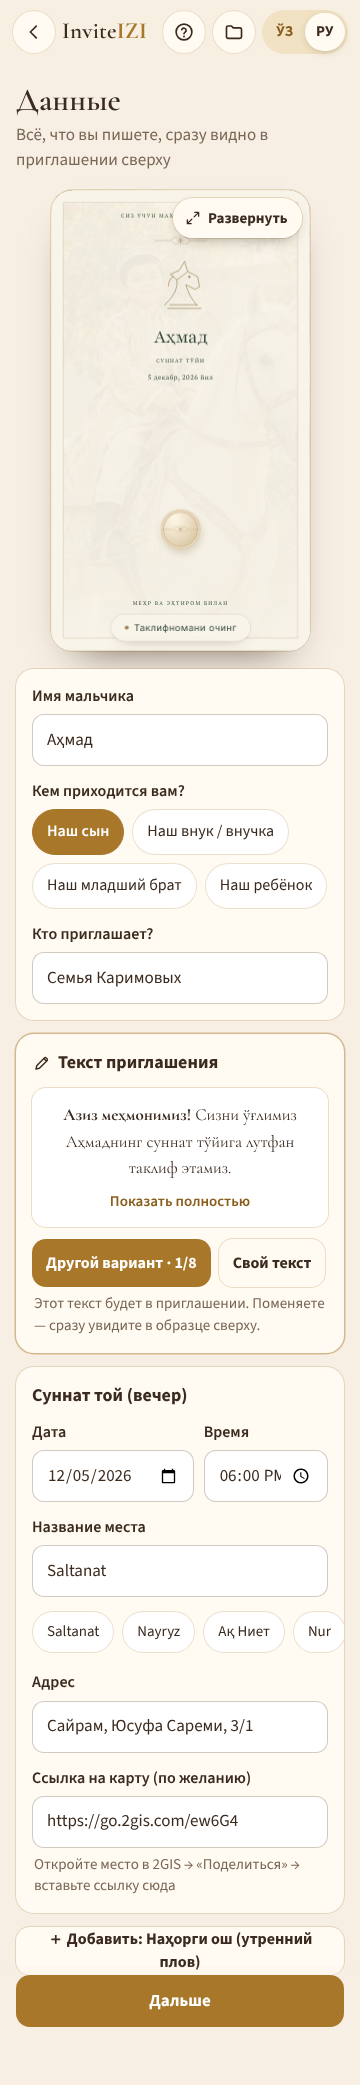 InviteIZI
ЎЗ
РУ
Данные
Всё, что вы пишете, сразу видно в
приглашении сверху
СИЗ УЧУН
Развернуть
Аҳмад
СУННАТ ТЎЙИ
5 декабр, 2026 йил
МЕҲР ВА ЭҲТИРОМ БИЛАН
Таклифномани очинг
Имя мальчика
Аҳмад
Кем приходится вам?
Наш сын
Наш внук / внучка
Наш младший брат
Наш ребёнок
Кто приглашает?
Семья Каримовых
Текст приглашения
Азиз меҳмонимиз! Сизни ўғлимиз
Аҳмаднинг суннат тўйига лутфан
таклиф этамиз.
Показать полностью
Другой вариант · 1/8
Свой текст
Этот текст будет в приглашении. Поменяете
— сразу увидите в образце сверху.
Суннат той (вечер)
Дата
Время
12/05/2026
06:00 PM
Название места
Saltanat
Saltanat
Nayryz
Ақ Ниет
Nur
Адрес
Сайрам, Юсуфа Сареми, 3/1
Ссылка на карту (по желанию)
https://go.2gis.com/ew6G4
Откройте место в 2GIS → «Поделиться» →
вставьте ссылку сюда
+ Добавить: Наҳорги ош (утренний
плов)
Дальше